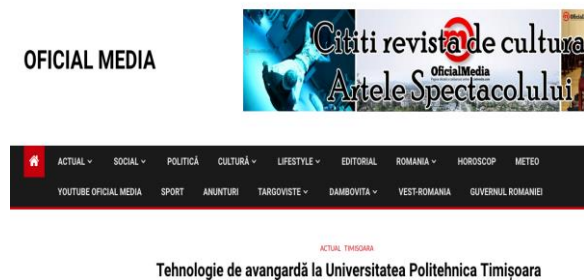 OFICIAL MEDIA
Cititi revista de cultura
OficialMedia
Artele Spectacolului
ACTUAL SOCIAL POLITICĂ CULTURĂ LIFESTYLE EDITORIAL ROMANIA HOROSCOP METEO
YOUTUBE OFICIAL MEDIA SPORT ANUNTURI TARGOVISTE DAMBOVITA VEST-ROMANIA GUVERNUL ROMANIEI
ACTUAL TIMISOARA
Tehnologie de avangardă la Universitatea Politehnica Timișoara